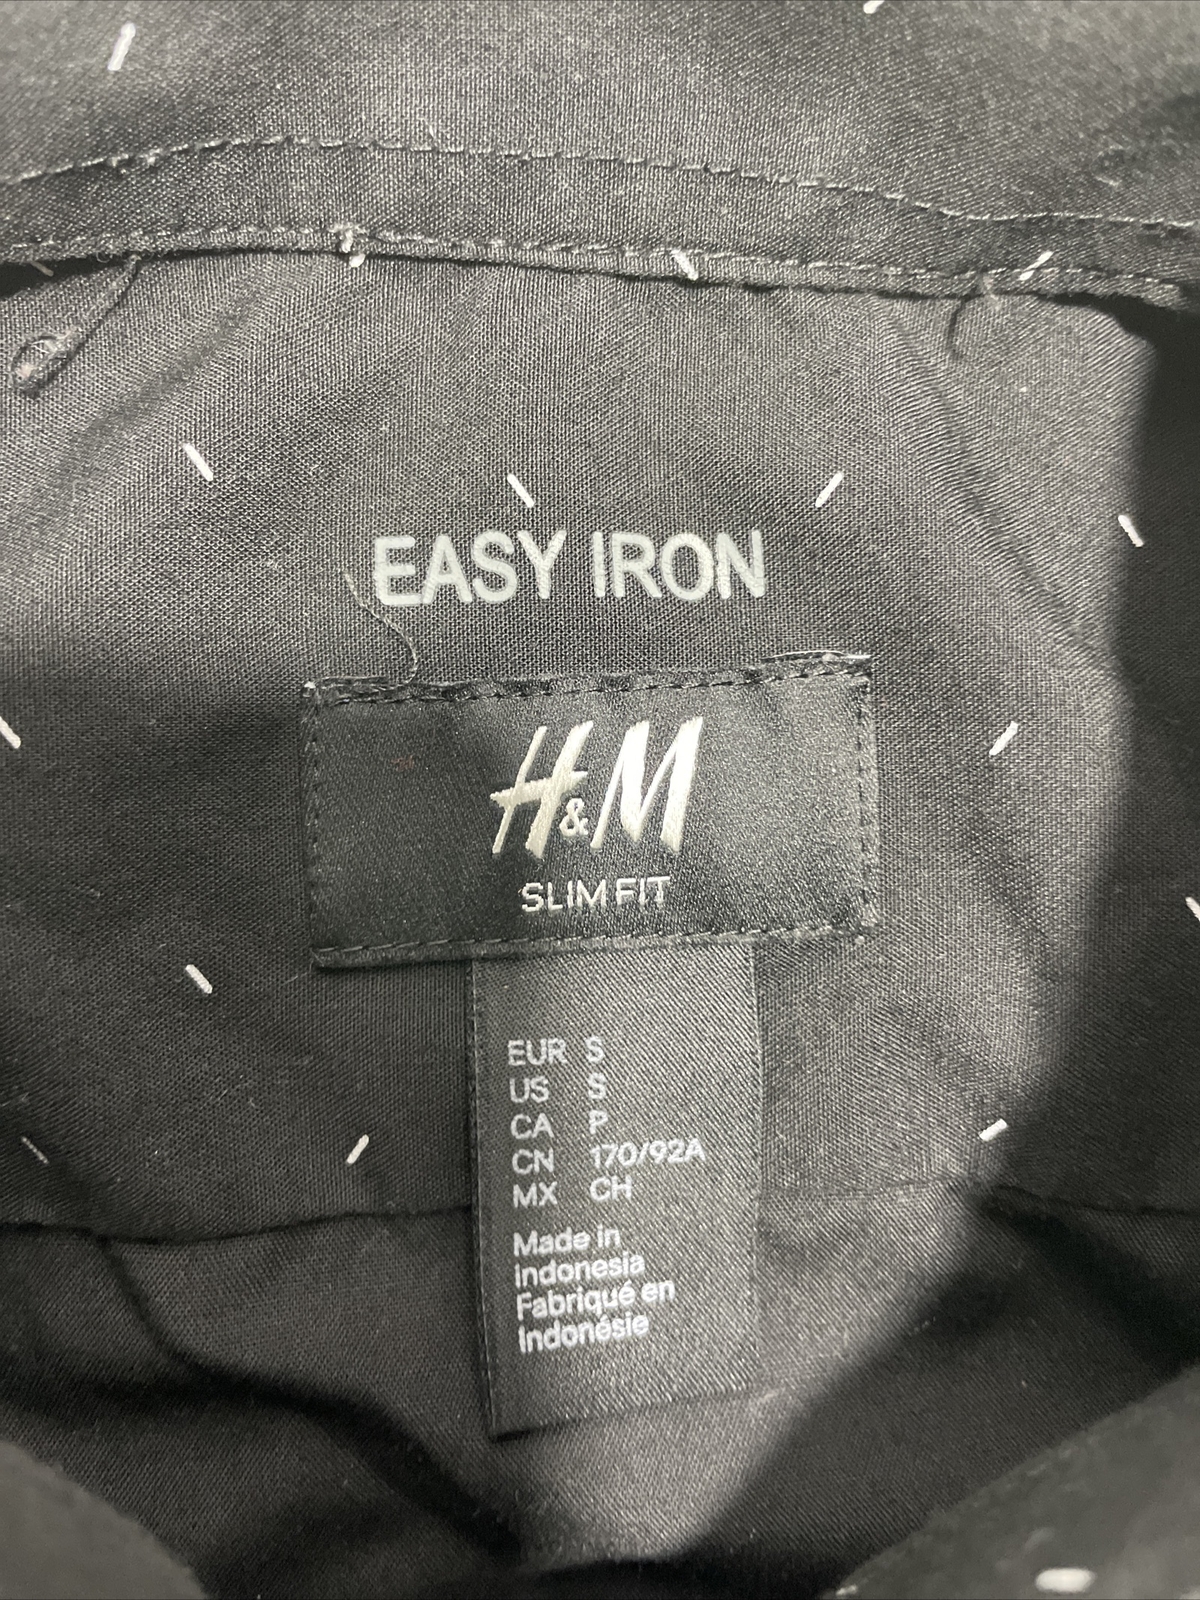 EASY IRON
H&M
SLIM FIT
EUR S
US S
CA P
CN 170/92A
MX CH
Made in
Indonesia
Fabriqué en
Indonésie